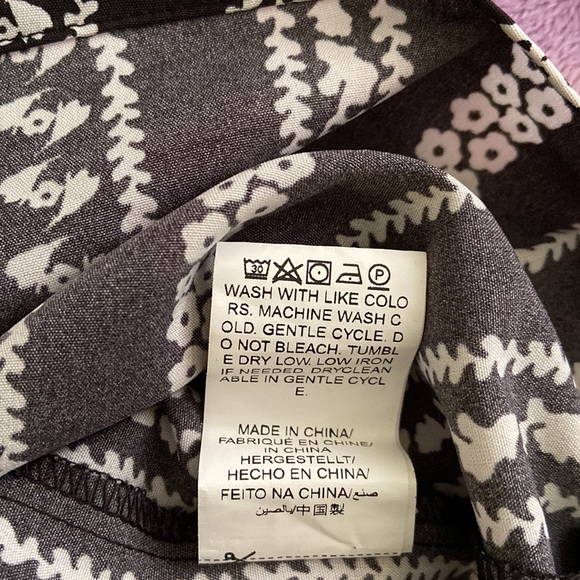 30 P
WASH WITH LIKE COLO
RS. MACHINE WASH C
OLD. GENTLE CYCLE. D
O NOT BLEACH. TUMBL
E DRY LOW. LOW IRON
IF NEEDED. DRYCLEAN
ABLE IN GENTLE CYCL
E.
MADE IN CHINA/
FABRIQUÉ EN CHINE/
IN CHINA
HERGESTELLT/
HECHO EN CHINA/
FEITO NA CHINA/ صنع/
بالصين/中国製